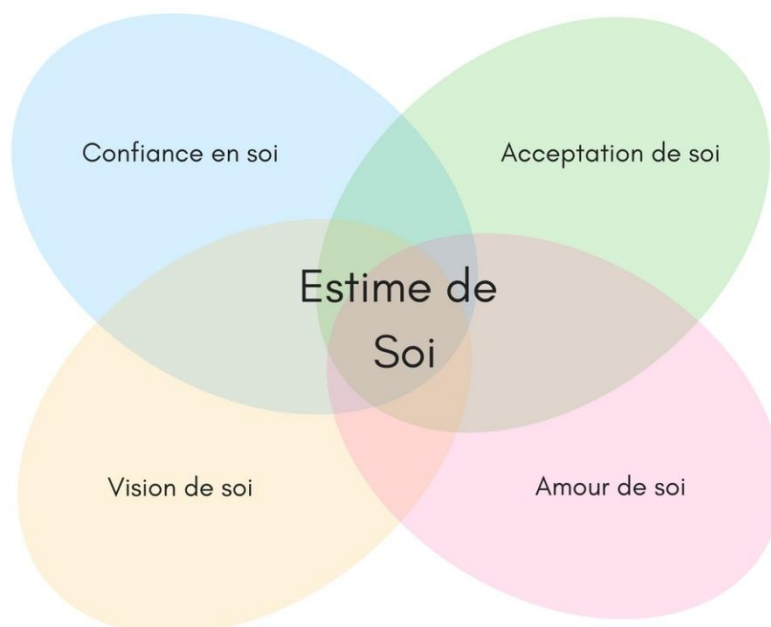 Confiance en soi
Acceptation de soi
Estime de
Soi
Vision de soi
Amour de soi